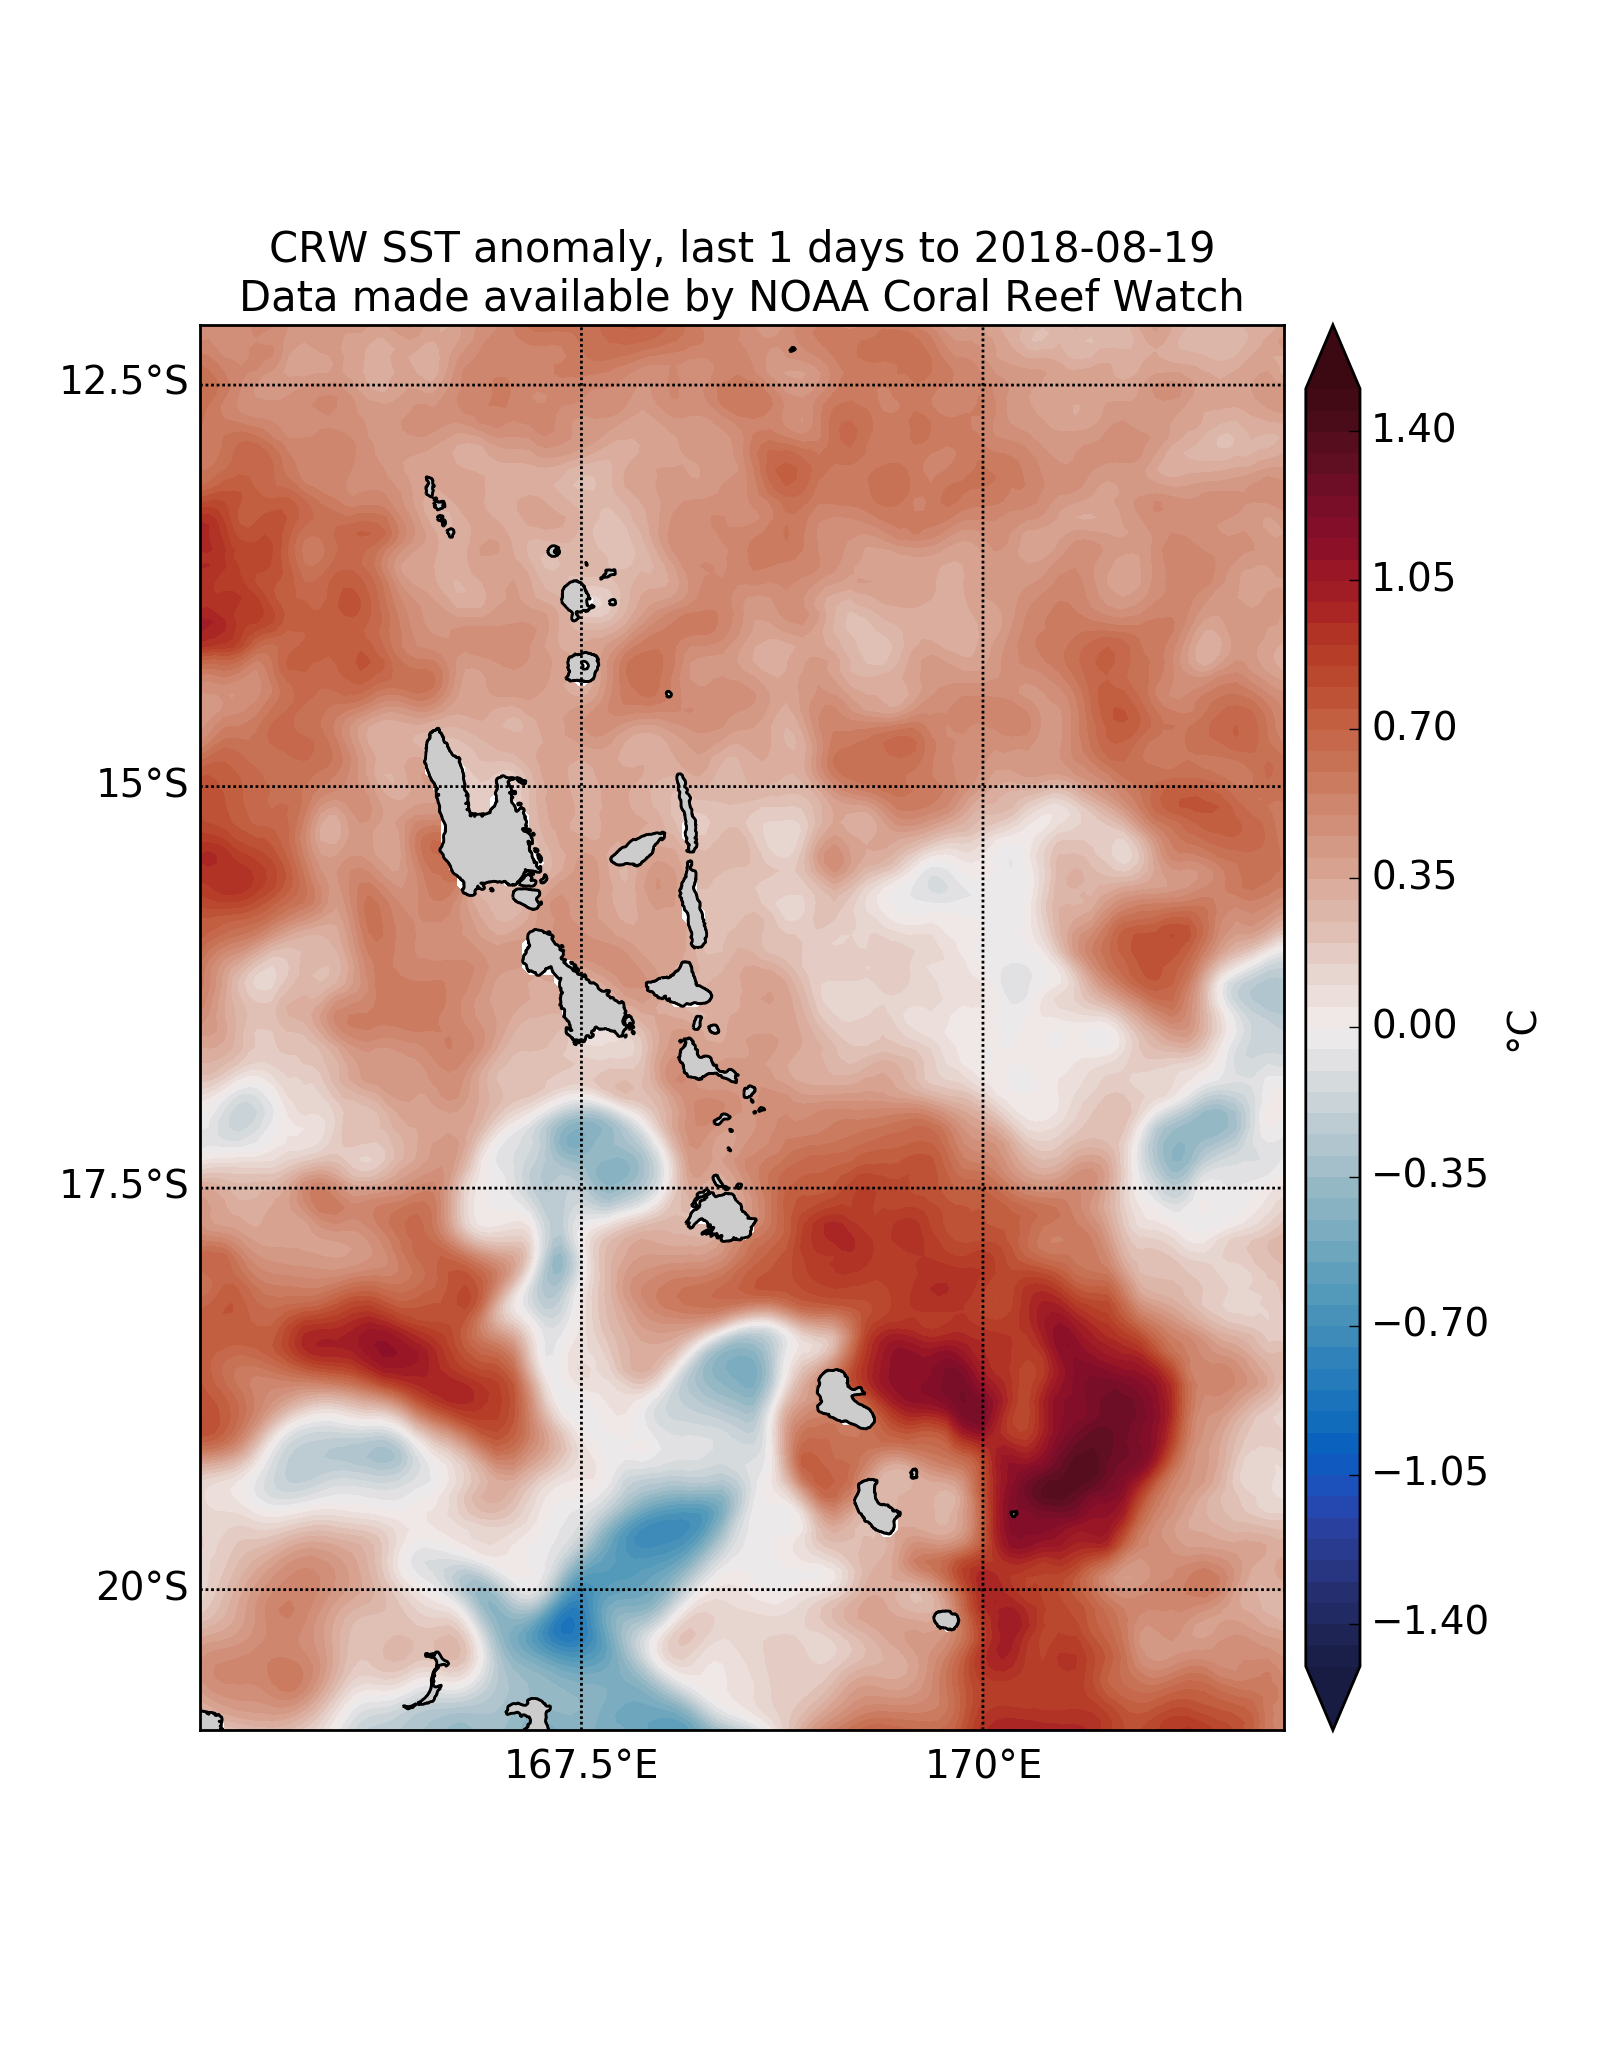 CRW SST anomaly, last 1 days to 2018-08-19
Data made available by NOAA Coral Reef Watch
12.5°S
15°S
17.5°S
20°S
167.5°E
170°E
1.40
1.05
0.70
0.35
0.00
−0.35
−0.70
−1.05
−1.40
°C